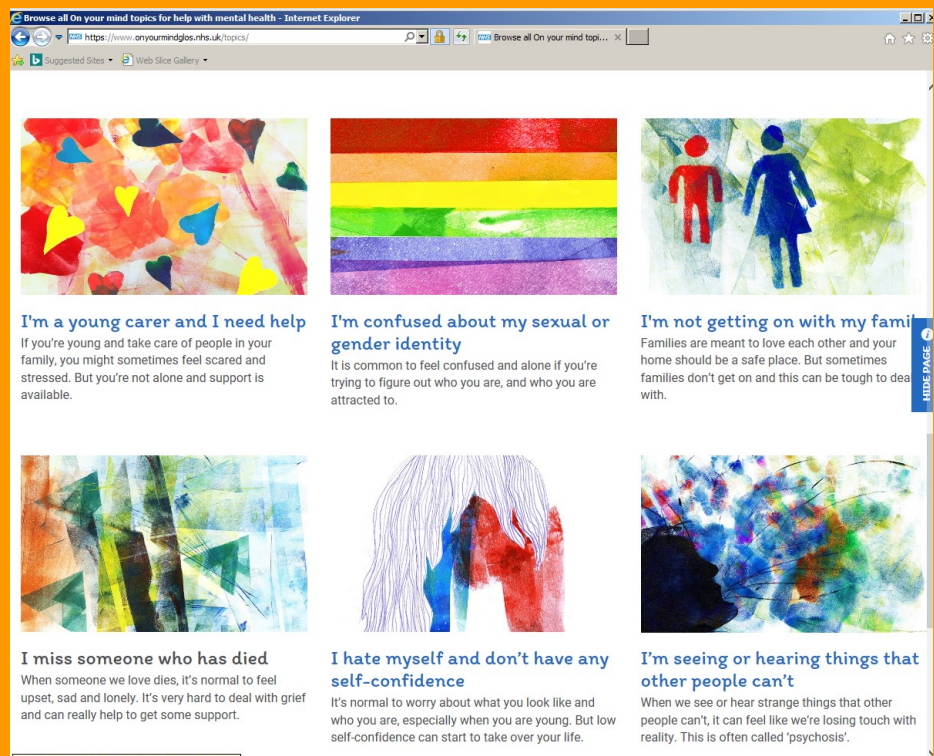 Browse all On your mind topics for help with mental health - Internet Explorer
NHS https://www.onyourmindglos.nhs.uk/topics/
NHS Browse all On your mind topi...
Suggested Sites
Web Slice Gallery
I'm a young carer and I need help
If you're young and take care of people in your
family, you might sometimes feel scared and
stressed. But you're not alone and support is
available.
I'm confused about my sexual or
gender identity
It is common to feel confused and alone if you're
trying to figure out who you are, and who you are
attracted to.
I'm not getting on with my famil
Families are meant to love each other and your
home should be a safe place. But sometimes
families don't get on and this can be tough to deal
with.
HIDE PAGE
I miss someone who has died
When someone we love dies, it's normal to feel
upset, sad and lonely. It's very hard to deal with grief
and can really help to get some support.
I hate myself and don't have any
self-confidence
It's normal to worry about what you look like and
who you are, especially when you are young. But low
self-confidence can start to take over your life.
I'm seeing or hearing things that
other people can't
When we see or hear strange things that other
people can't, it can feel like we're losing touch with
reality. This is often called 'psychosis'.